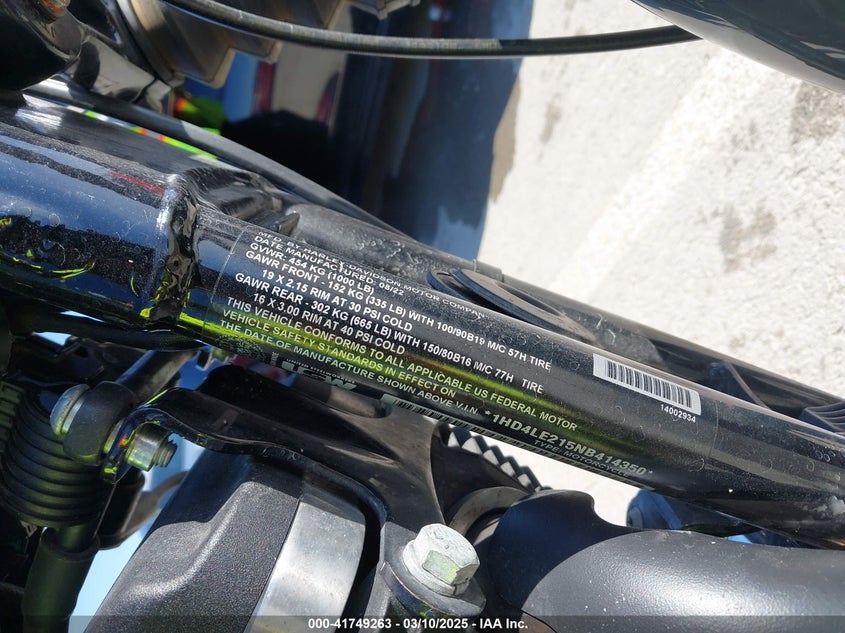 MFG. BY HARLEY-DAVIDSON MOTOR COMPANY
DATE MANUFACTURED: 08/22
GVWR: 454 KG (1000 LB)
GAWR FRONT - 152 KG (335 LB) WITH 100/90B19 M/C 57H TIRE
19 X 2.15 RIM AT 30 PSI COLD
GAWR REAR - 302 KG (665 LB) WITH 150/80B16 M/C 77H TIRE
16 X 3.00 RIM AT 40 PSI COLD
THIS VEHICLE CONFORMS TO ALL APPLICABLE US FEDERAL MOTOR
VEHICLE SAFETY STANDARDS IN EFFECT ON
THE DATE OF MANUFACTURE SHOWN ABOVE V.I.N. *1HD4LE215NB414350*
TYPE: MOTORCYCLE
14002934
000-41749263 - 03/10/2025 - IAAI.com